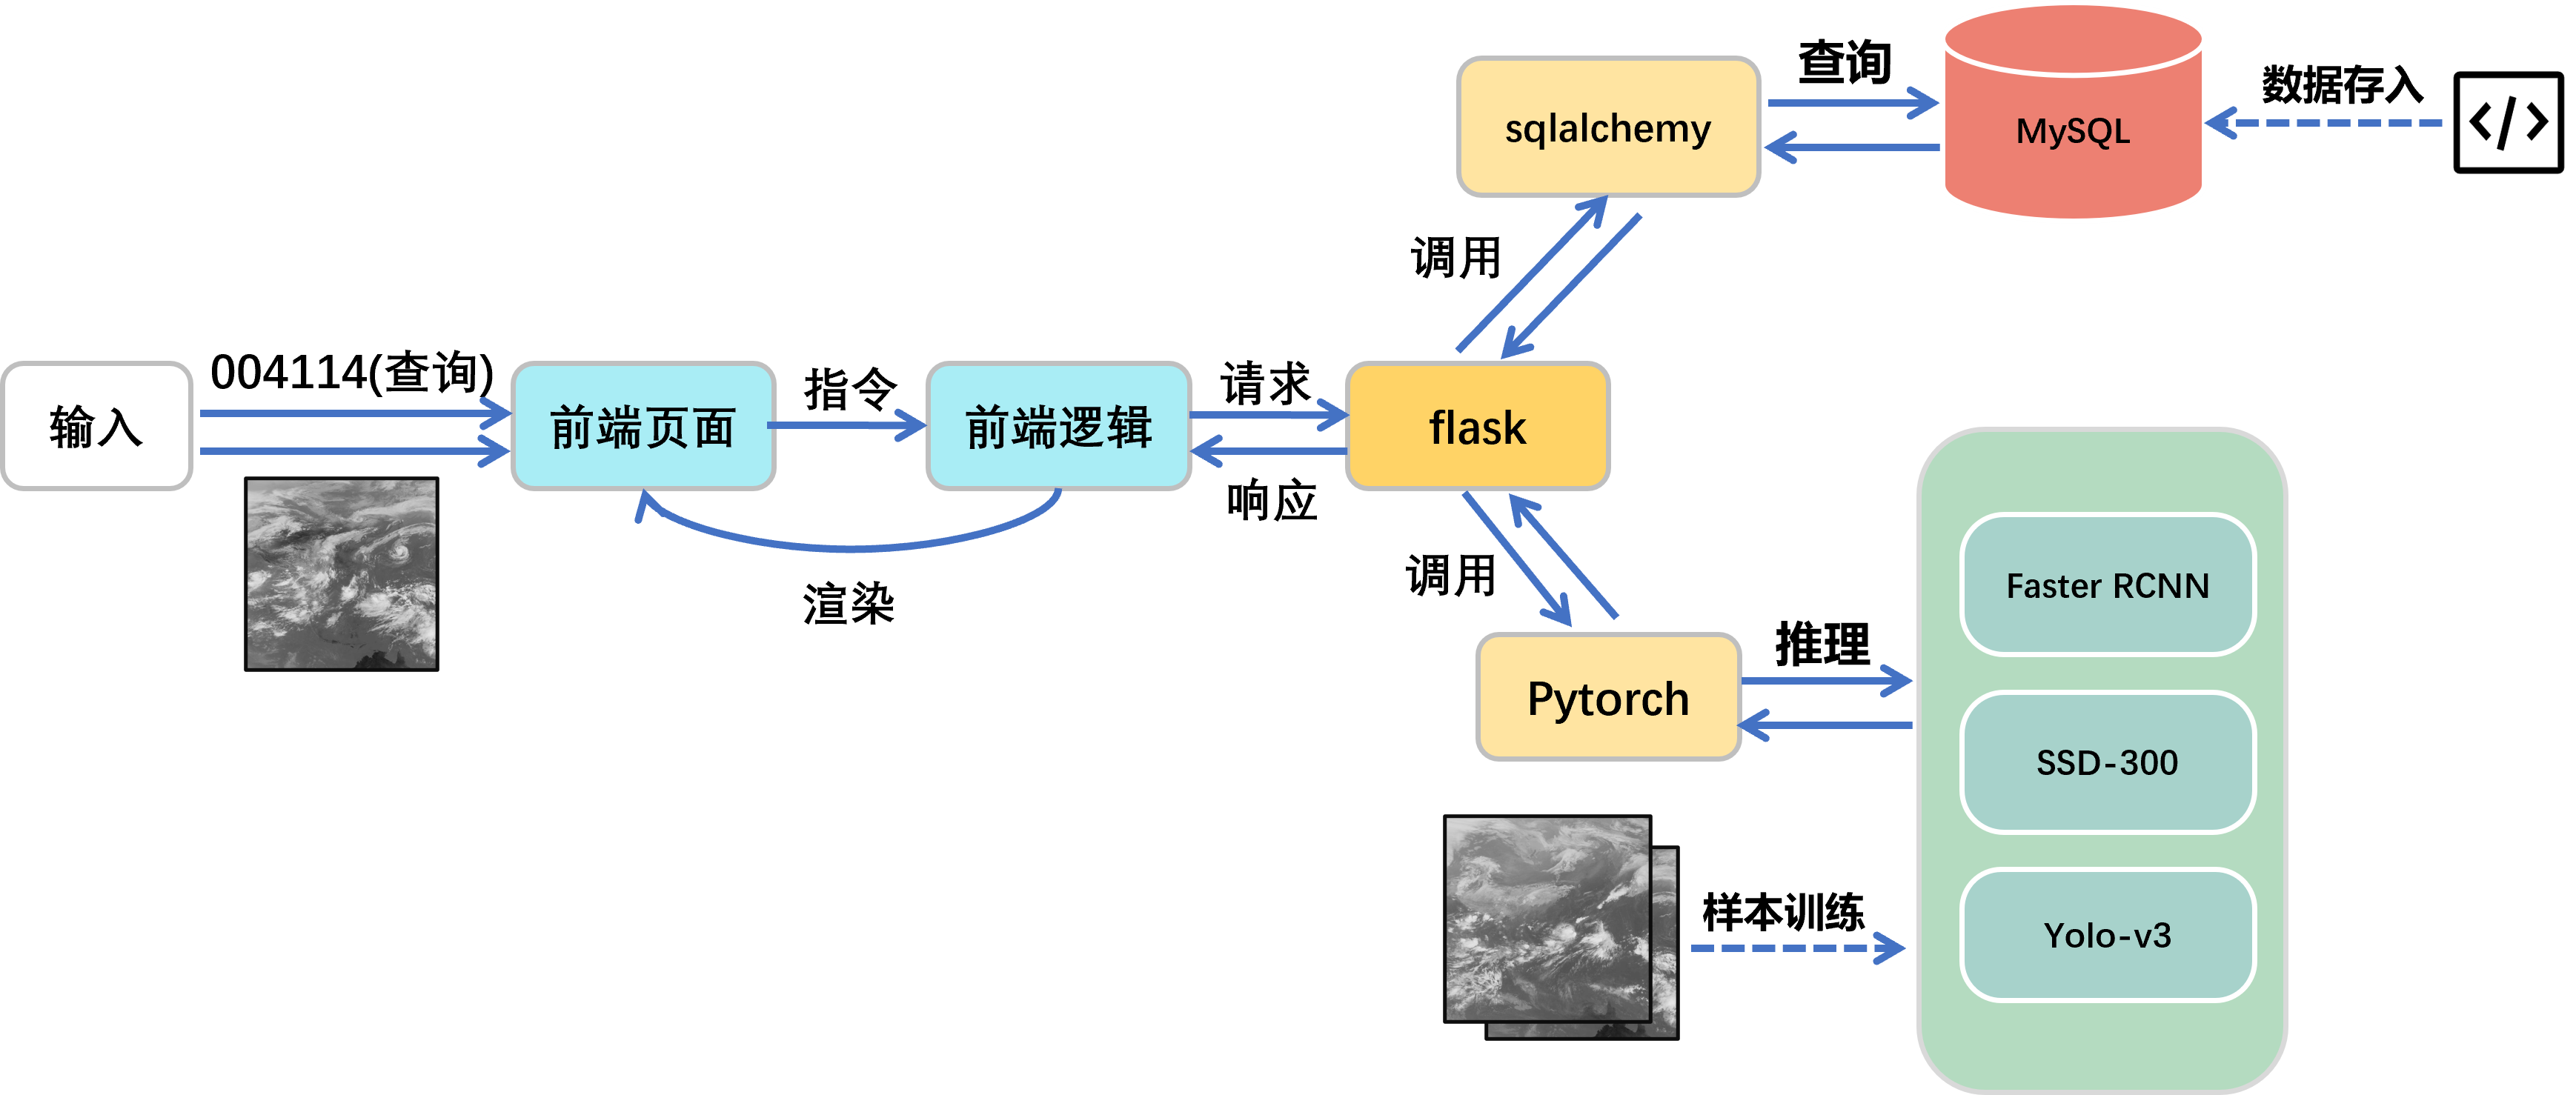 输入
004114(查询)
前端页面
指令
前端逻辑
渲染
请求
响应
flask
调用
sqlalchemy
查询
MySQL
数据存入
</>
调用
Pytorch
推理
样本训练
Faster RCNN
SSD-300
Yolo-v3